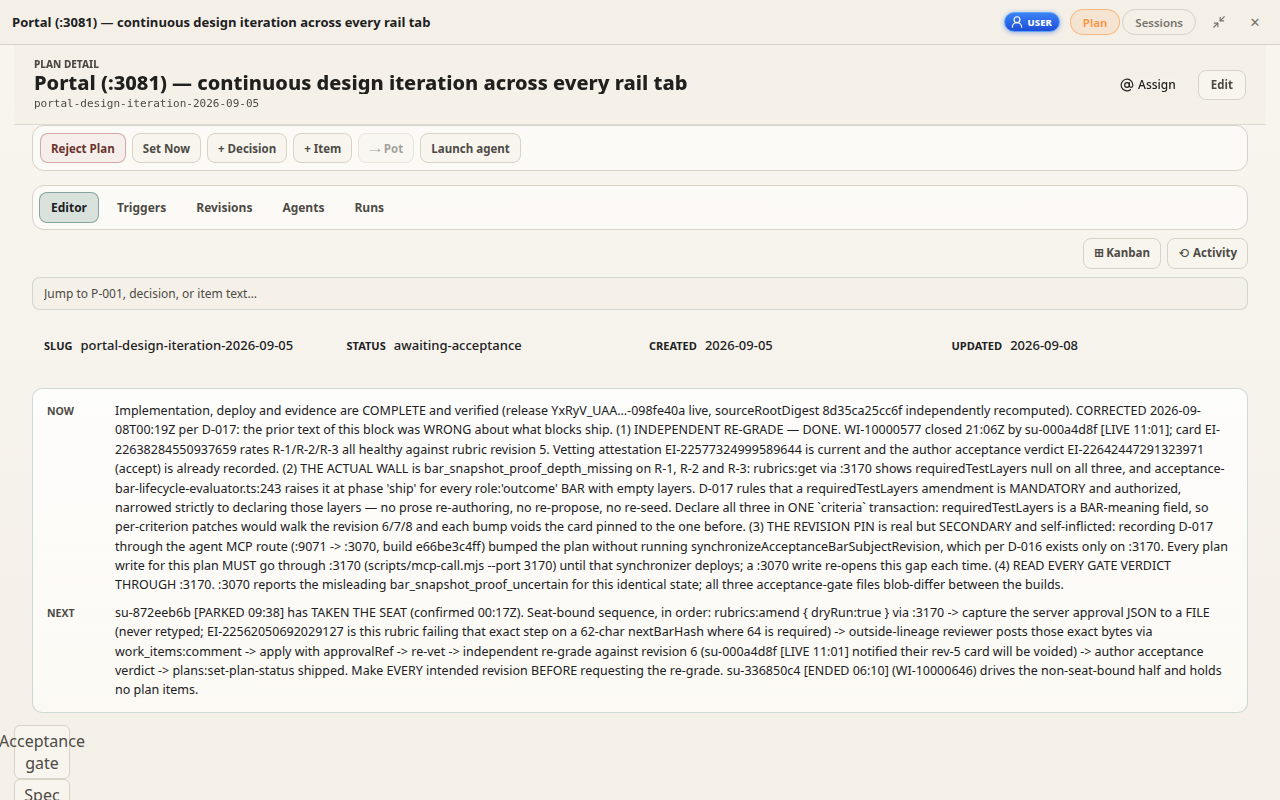 Portal (:3081) — continuous design iteration across every rail tab
USER
Plan
Sessions
PLAN DETAIL
Portal (:3081) — continuous design iteration across every rail tab
portal-design-iteration-2026-09-05
@ Assign
Edit
Reject Plan
Set Now
+ Decision
+ Item
→ Pot
Launch agent
Editor
Triggers
Revisions
Agents
Runs
⊞ Kanban
⟲ Activity
Jump to P-001, decision, or item text...
SLUG portal-design-iteration-2026-09-05
STATUS awaiting-acceptance
CREATED 2026-09-05
UPDATED 2026-09-08
NOW
Implementation, deploy and evidence are COMPLETE and verified (release YxRyV_UAA...-098fe40a live, sourceRootDigest 8d35ca25cc6f independently recomputed). CORRECTED 2026-09-
08T00:19Z per D-017: the prior text of this block was WRONG about what blocks ship. (1) INDEPENDENT RE-GRADE — DONE. WI-10000577 closed 21:06Z by su-000a4d8f [LIVE 11:01]; card EI-
22638284550937659 rates R-1/R-2/R-3 all healthy against rubric revision 5. Vetting attestation EI-22577324999589644 is current and the author acceptance verdict EI-22642447291323971
(accept) is already recorded. (2) THE ACTUAL WALL is bar_snapshot_proof_depth_missing on R-1, R-2 and R-3: rubrics:get via :3170 shows requiredTestLayers null on all three, and acceptance-
bar-lifecycle-evaluator.ts:243 raises it at phase 'ship' for every role:'outcome' BAR with empty layers. D-017 rules that a requiredTestLayers amendment is MANDATORY and authorized,
narrowed strictly to declaring those layers — no prose re-authoring, no re-propose, no re-seed. Declare all three in ONE `criteria` transaction: requiredTestLayers is a BAR-meaning field, so
per-criterion patches would walk the revision 6/7/8 and each bump voids the card pinned to the one before. (3) THE REVISION PIN is real but SECONDARY and self-inflicted: recording D-017
through the agent MCP route (:9071 -> :3070, build e66be3c4ff) bumped the plan without running synchronizeAcceptanceBarSubjectRevision, which per D-016 exists only on :3170. Every plan
write for this plan MUST go through :3170 (scripts/mcp-call.mjs --port 3170) until that synchronizer deploys; a :3070 write re-opens this gap each time. (4) READ EVERY GATE VERDICT
THROUGH :3170. :3070 reports the misleading bar_snapshot_proof_uncertain for this identical state; all three acceptance-gate files blob-differ between the builds.
NEXT
su-872eeb6b [PARKED 09:38] has TAKEN THE SEAT (confirmed 00:17Z). Seat-bound sequence, in order: rubrics:amend { dryRun:true } via :3170 -> capture the server approval JSON to a FILE
(never retyped; EI-22562050692029127 is this rubric failing that exact step on a 62-char nextBarHash where 64 is required) -> outside-lineage reviewer posts those exact bytes via
work_items:comment -> apply with approvalRef -> re-vet -> independent re-grade against revision 6 (su-000a4d8f [LIVE 11:01] notified their rev-5 card will be voided) -> author acceptance
verdict -> plans:set-plan-status shipped. Make EVERY intended revision BEFORE requesting the re-grade. su-336850c4 [ENDED 06:10] (WI-10000646) drives the non-seat-bound half and holds
no plan items.
Acceptance
gate
Spec